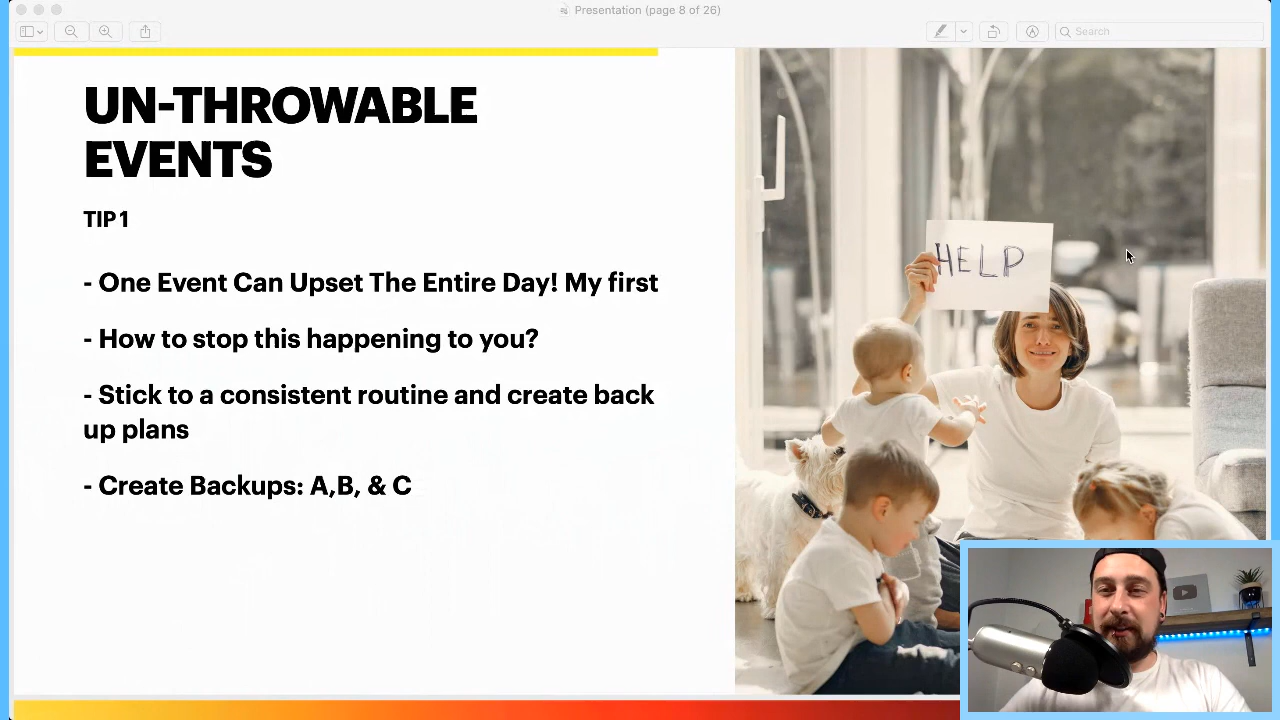 Presentation (page 8 of 26)
Search
UN-THROWABLE
EVENTS
TIP 1
- One Event Can Upset The Entire Day! My first
- How to stop this happening to you?
- Stick to a consistent routine and create back
up plans
- Create Backups: A,B, & C
HELP